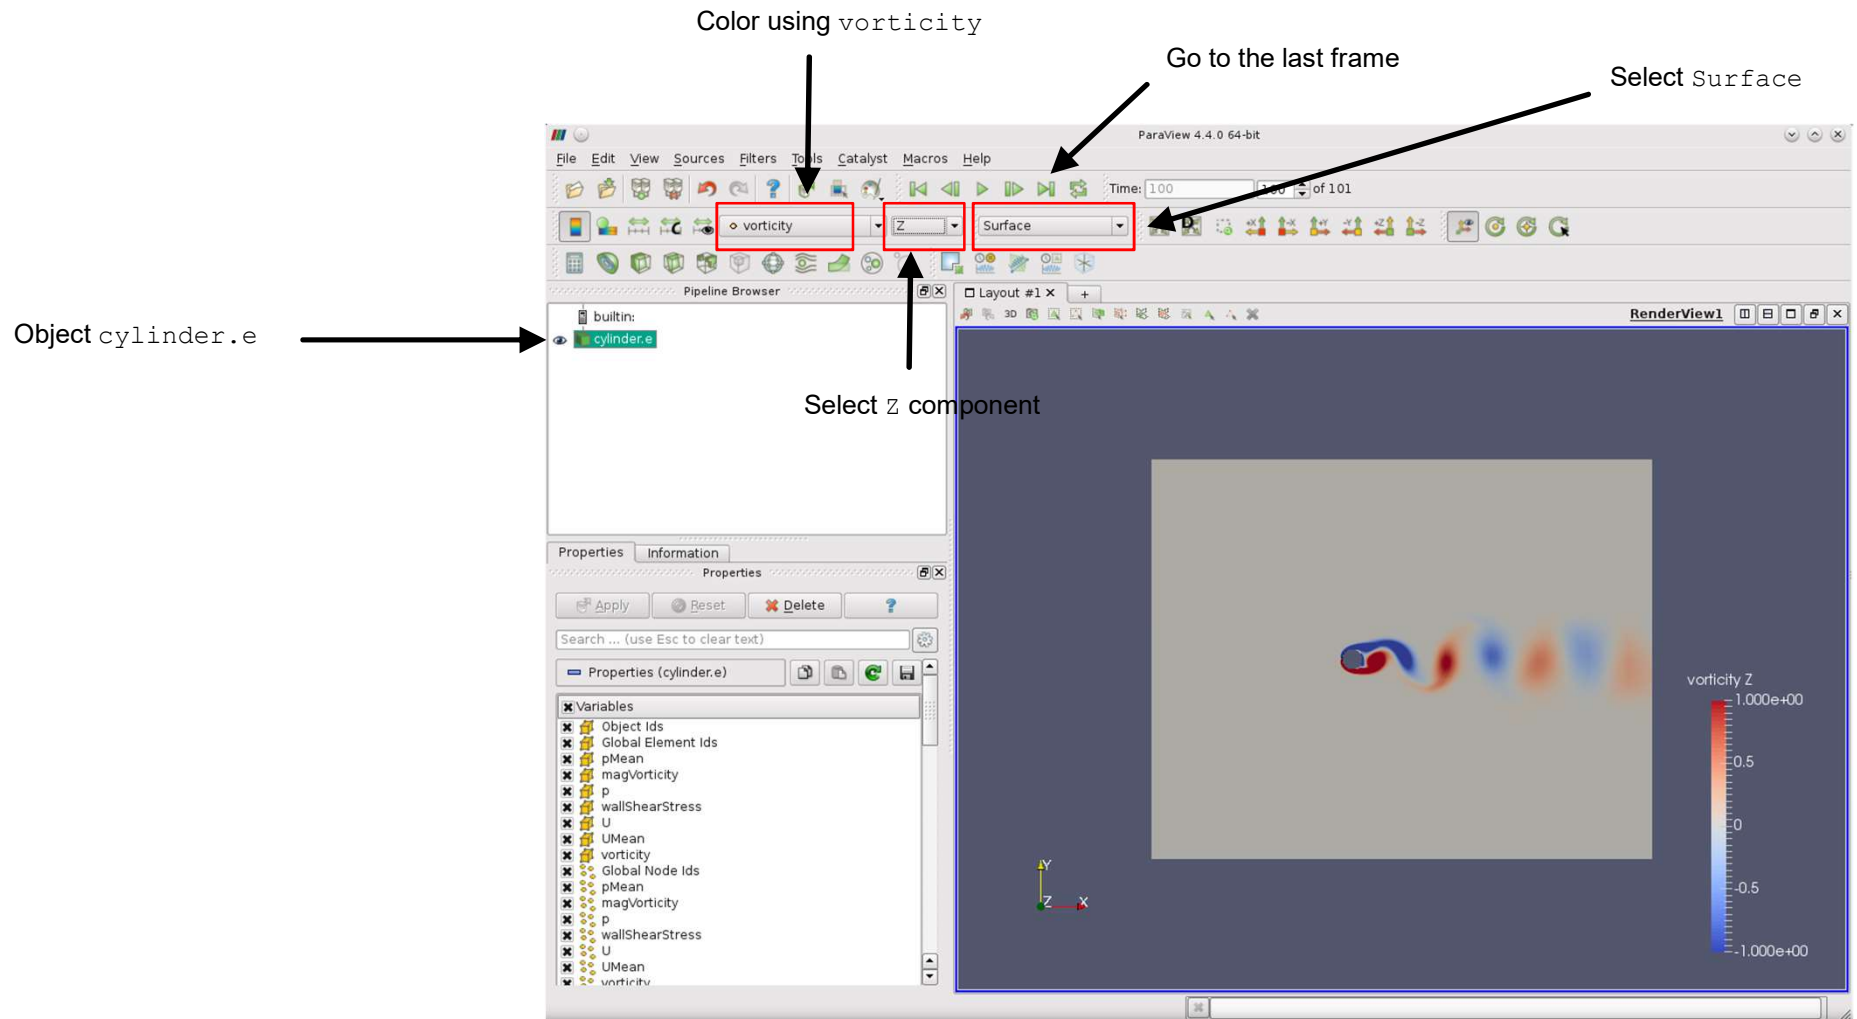 Color using vorticity
Go to the last frame
Select Surface
ParaView 4.4.0 64-bit
File Edit View Sources Filters Tools Catalyst Macros Help
Time: 100 100 of 101
vorticity Z Surface
Pipeline Browser
Layout #1
builtin:
3D
RenderView1
Object cylinder.e
cylinder.e
Select Z component
Properties Information
Properties
Apply Reset Delete ?
Search ... (use Esc to clear text)
Properties (cylinder.e)
Variables
Object Ids
Global Element Ids
pMean
magVorticity
p
wallShearStress
U
UMean
vorticity
Global Node Ids
pMean
magVorticity
p
wallShearStress
U
UMean
vorticity
vorticity Z
1.000e+00
0.5
0
-0.5
-1.000e+00
Y
Z X